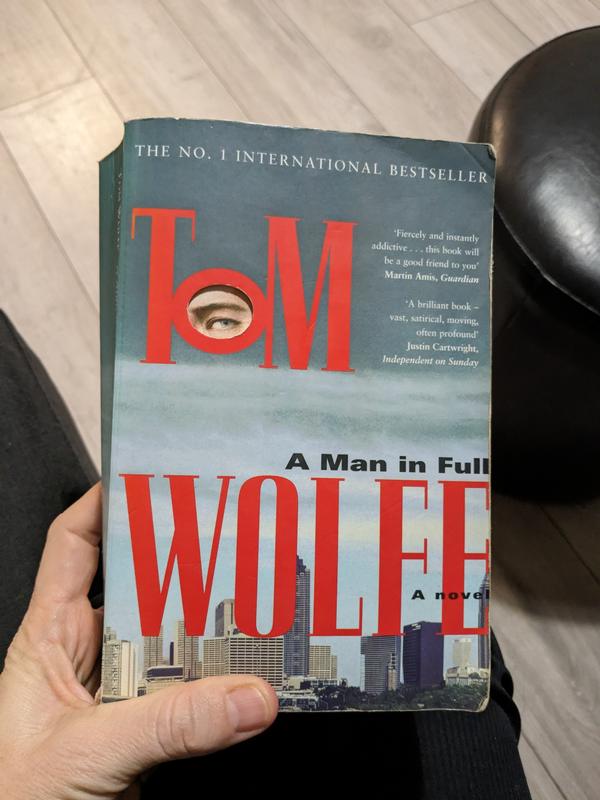 THE NO. 1 INTERNATIONAL BESTSELLER
TOM
'Fiercely and instantly
addictive . . . this book will
be a good friend to you'
Martin Amis, Guardian
'A brilliant book –
vast, satirical, moving,
often profound'
Justin Cartwright,
Independent on Sunday
A Man in Full
WOLFE
A novel